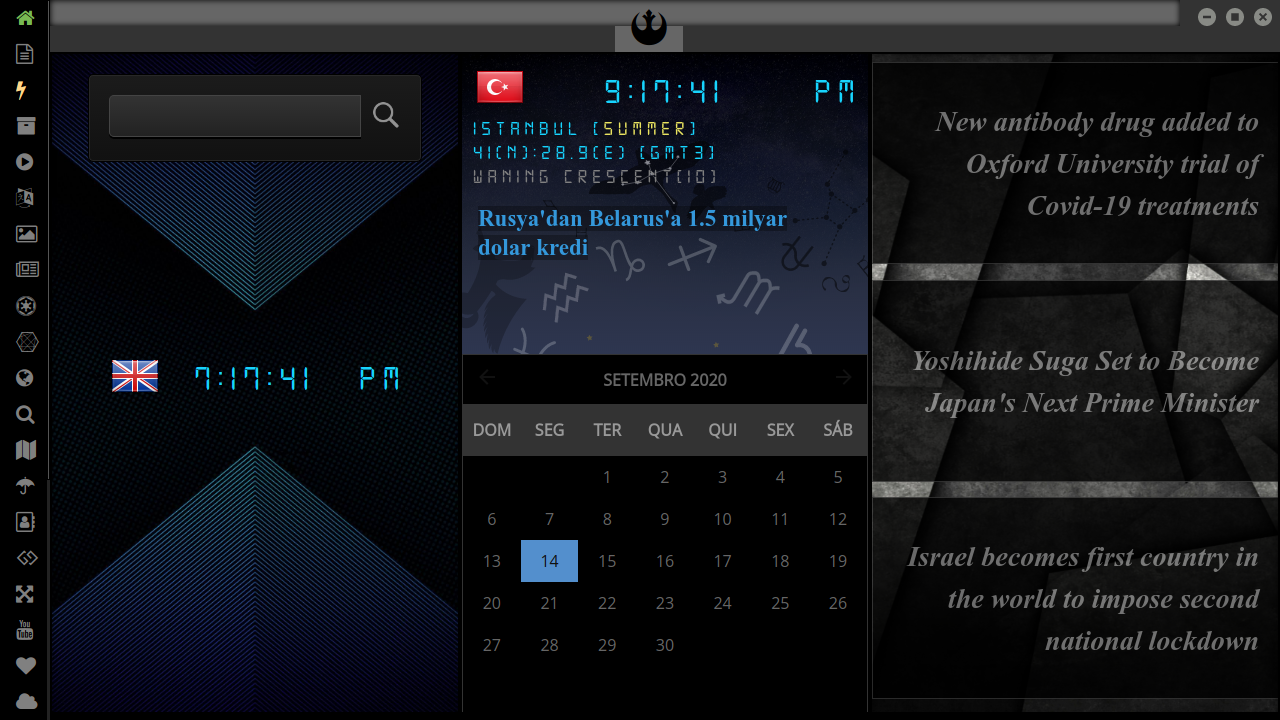 7:17:41 PM
9:17:41 PM
ISTANBUL (SUMMER)
41(N):28.9(E) (GMT3)
WANING CRESCENT(10)
Rusya'dan Belarus'a 1.5 milyar
dolar kredi
SETEMBRO 2020
DOM SEG TER QUA QUI SEX SÁB
1 2 3 4 5
6 7 8 9 10 11 12
13 14 15 16 17 18 19
20 21 22 23 24 25 26
27 28 29 30
New antibody drug added to
Oxford University trial of
Covid-19 treatments
Yoshihide Suga Set to Become
Japan's Next Prime Minister
Israel becomes first country in
the world to impose second
national lockdown
You
Tube